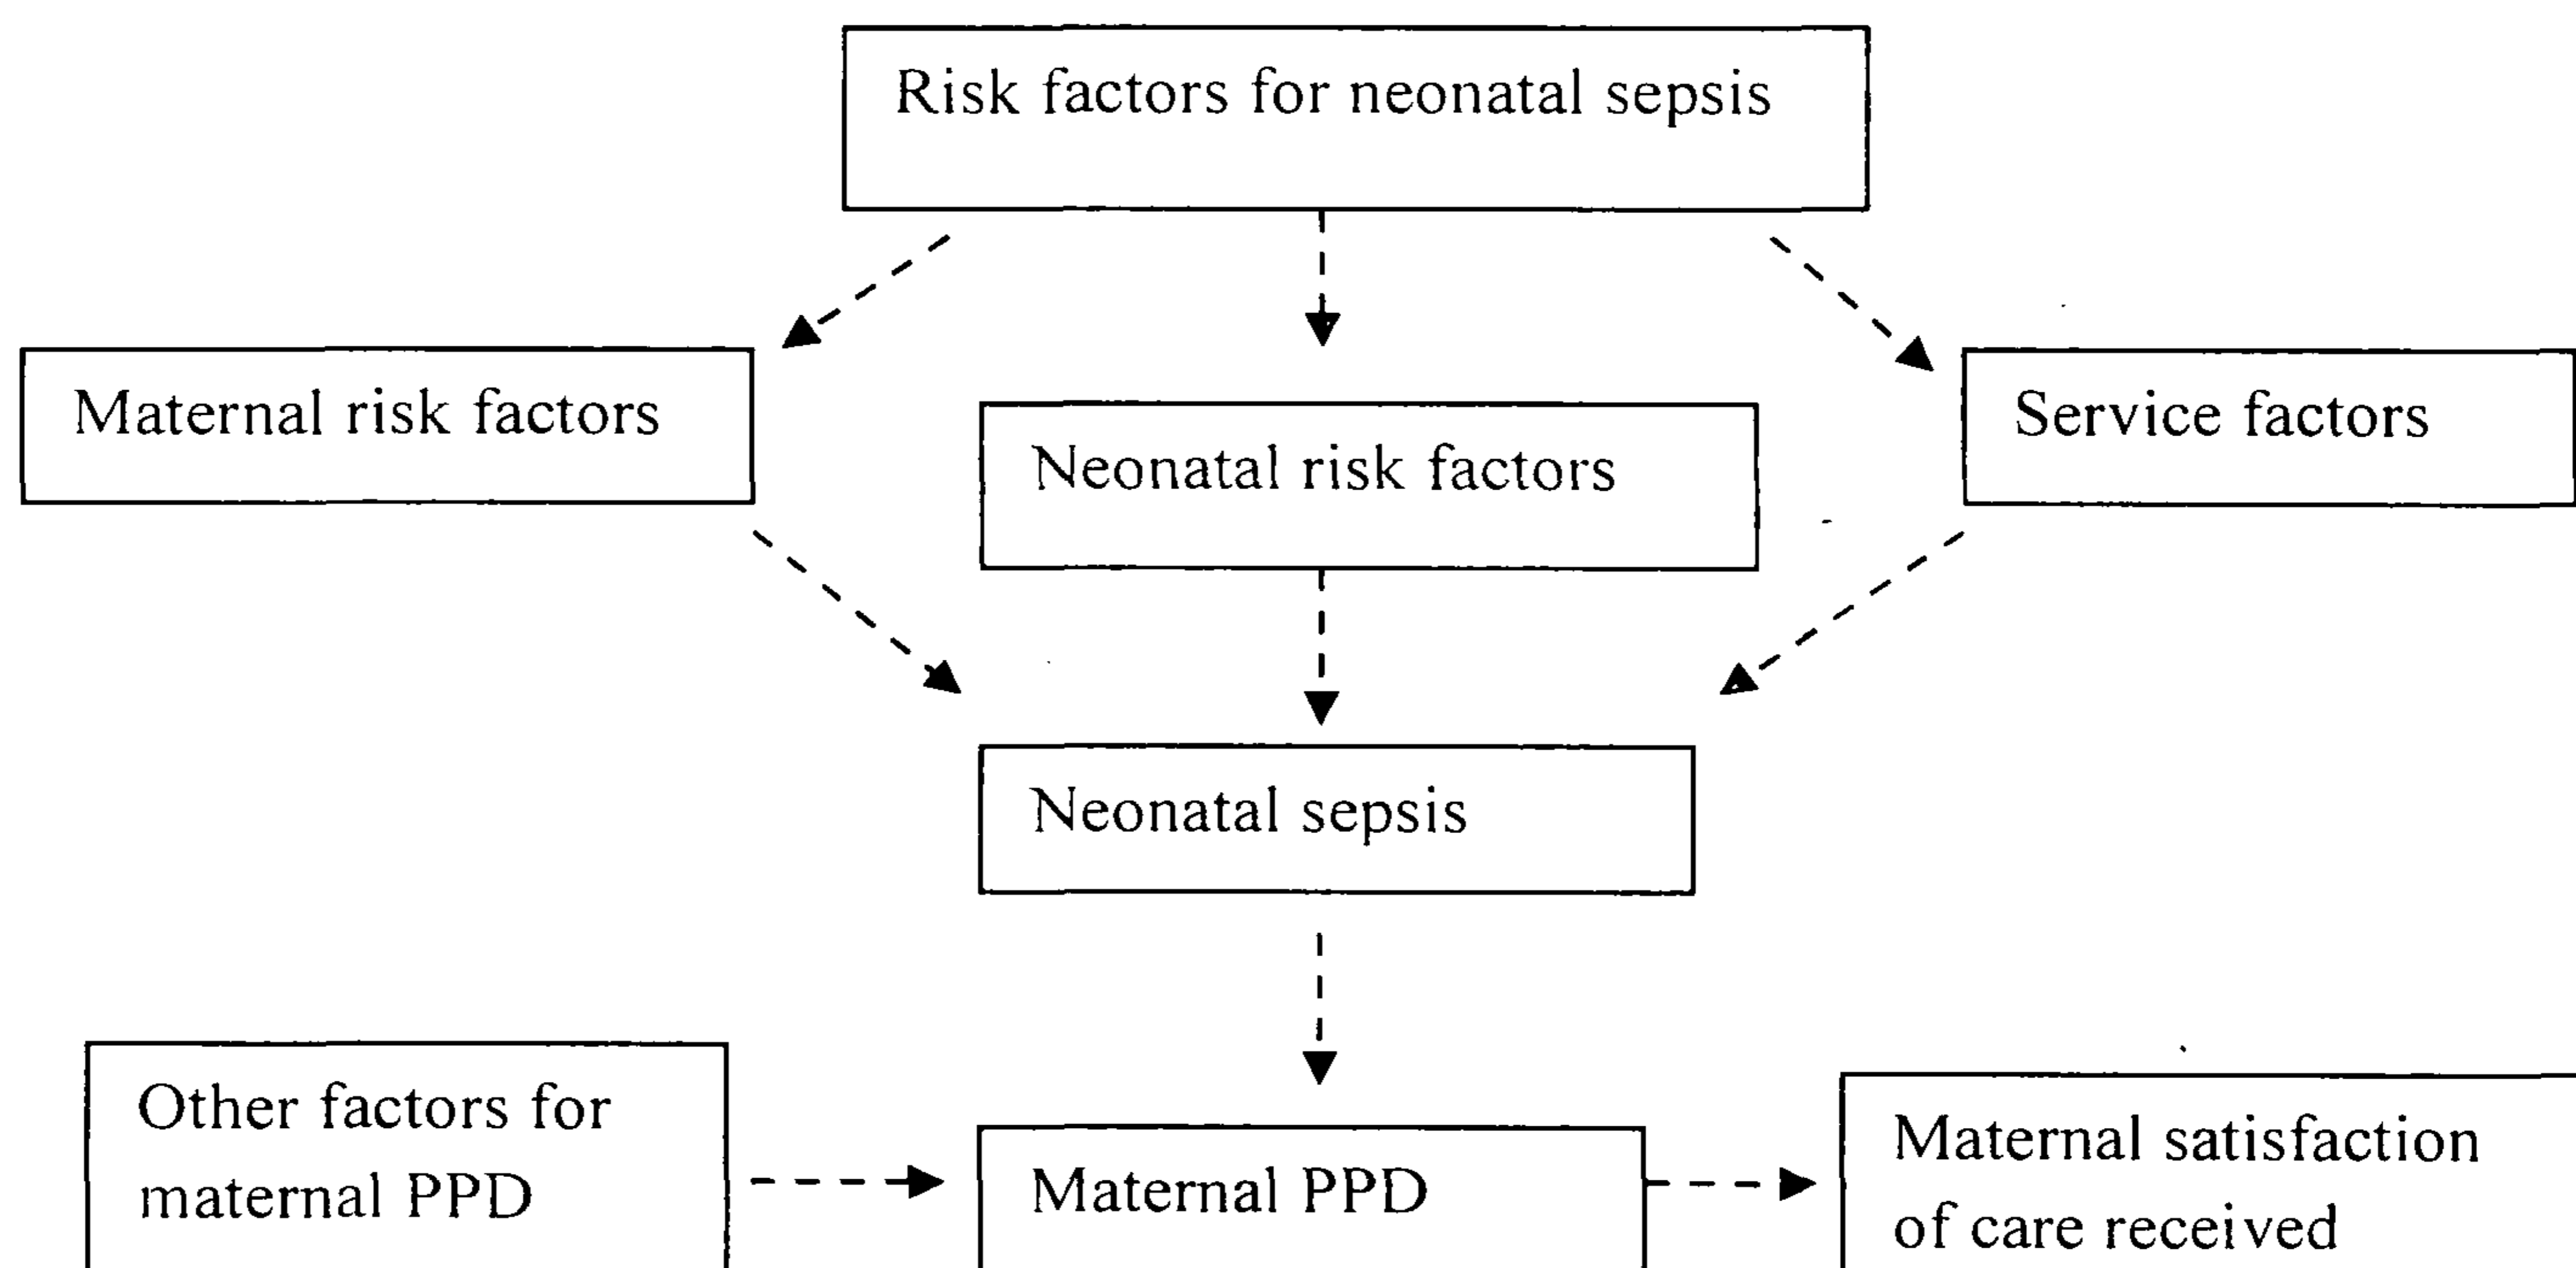 Risk factors for neonatal sepsis
Maternal risk factors
Neonatal risk factors
Service factors
Neonatal sepsis
Other factors for
maternal PPD
Maternal PPD
Maternal satisfaction
of care received